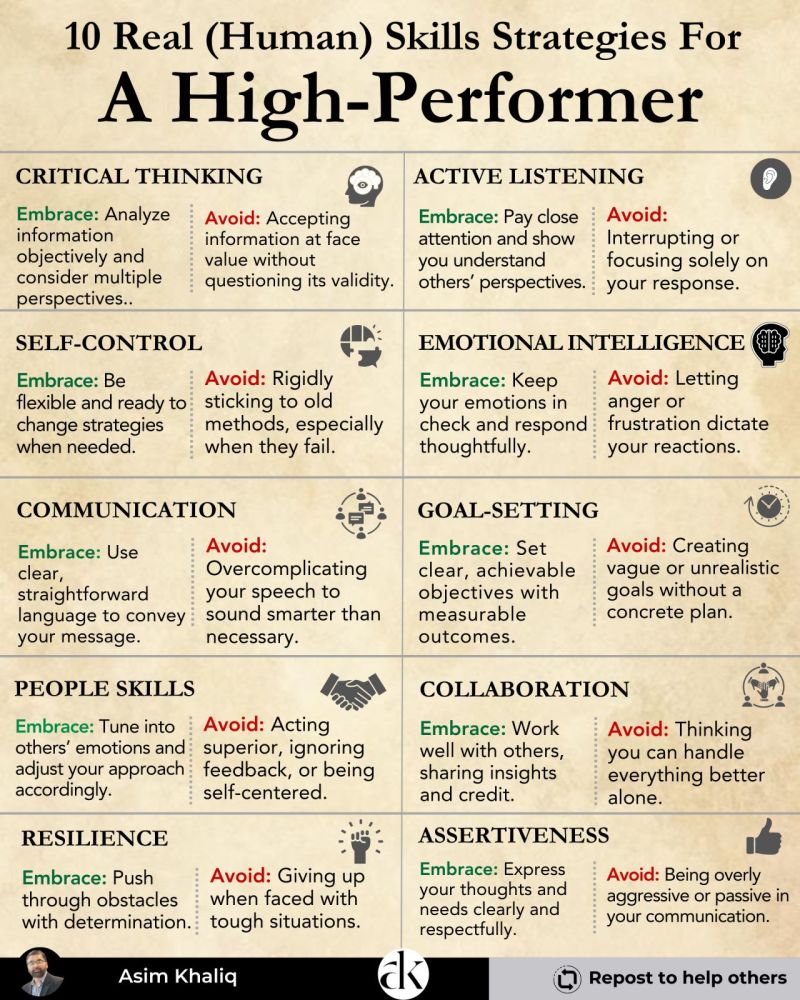 10 Real (Human) Skills Strategies For
A High-Performer
CRITICAL THINKING
Embrace: Analyze
information
objectively and
consider multiple
perspectives..
Avoid: Accepting
information at face
value without
questioning its validity.
ACTIVE LISTENING
Embrace: Pay close
attention and show
you understand
others' perspectives.
Avoid:
Interrupting or
focusing solely on
your response.
SELF-CONTROL
Embrace: Be
flexible and ready to
change strategies
when needed.
Avoid: Rigidly
sticking to old
methods, especially
when they fail.
EMOTIONAL INTELLIGENCE
Embrace: Keep
your emotions in
check and respond
thoughtfully.
Avoid: Letting
anger or
frustration dictate
your reactions.
COMMUNICATION
Embrace: Use
clear,
straightforward
language to convey
your message.
Avoid:
Overcomplicating
your speech to
sound smarter than
necessary.
GOAL-SETTING
Embrace: Set
clear, achievable
objectives with
measurable
outcomes.
Avoid: Creating
vague or unrealistic
goals without a
concrete plan.
PEOPLE SKILLS
Embrace: Tune into
others' emotions and
adjust your approach
accordingly.
Avoid: Acting
superior, ignoring
feedback, or being
self-centered.
COLLABORATION
Embrace: Work
well with others,
sharing insights
and credit.
Avoid: Thinking
you can handle
everything better
alone.
RESILIENCE
Embrace: Push
through obstacles
with determination.
Avoid: Giving up
when faced with
tough situations.
ASSERTIVENESS
Embrace: Express
your thoughts and
needs clearly and
respectfully.
Avoid: Being overly
aggressive or passive in
your communication.
Asim Khaliq
ak
Repost to help others